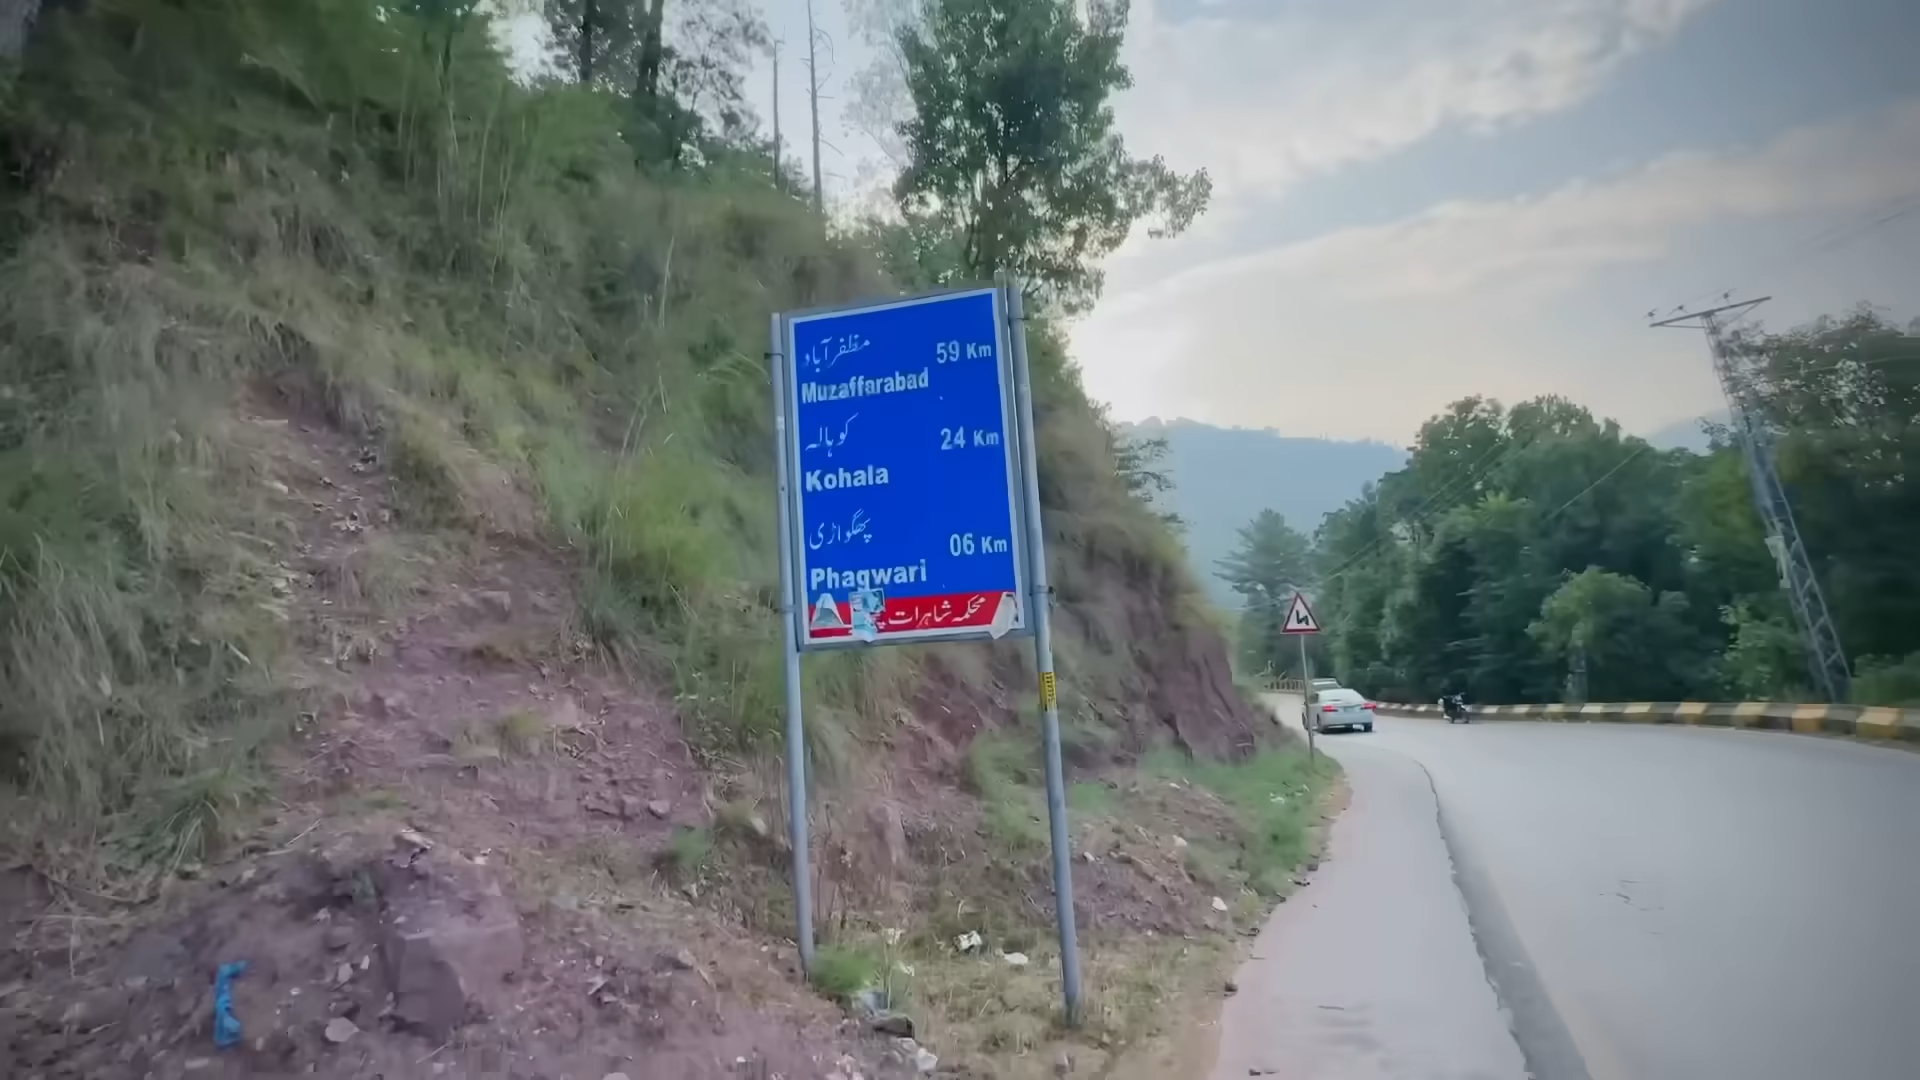 مظفرآباد
59 Km
Muzaffarabad
کوہالہ
24 Km
Kohala
پھگواڑی
06 Km
Phagwari
محکمہ شاہرات